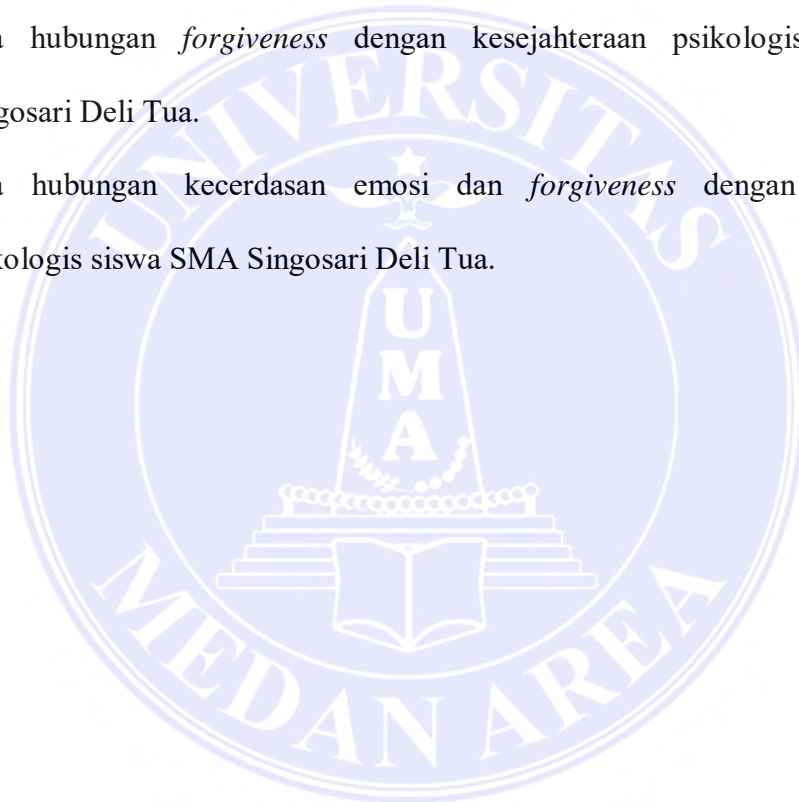 hubungan forgiveness dengan kesejahteraan psikologis
gosari Deli Tua.
hubungan kecerdasan emosi dan forgiveness dengan
kologis siswa SMA Singosari Deli Tua.
UNIVERSITAS
U
M
A
MEDAN AREA